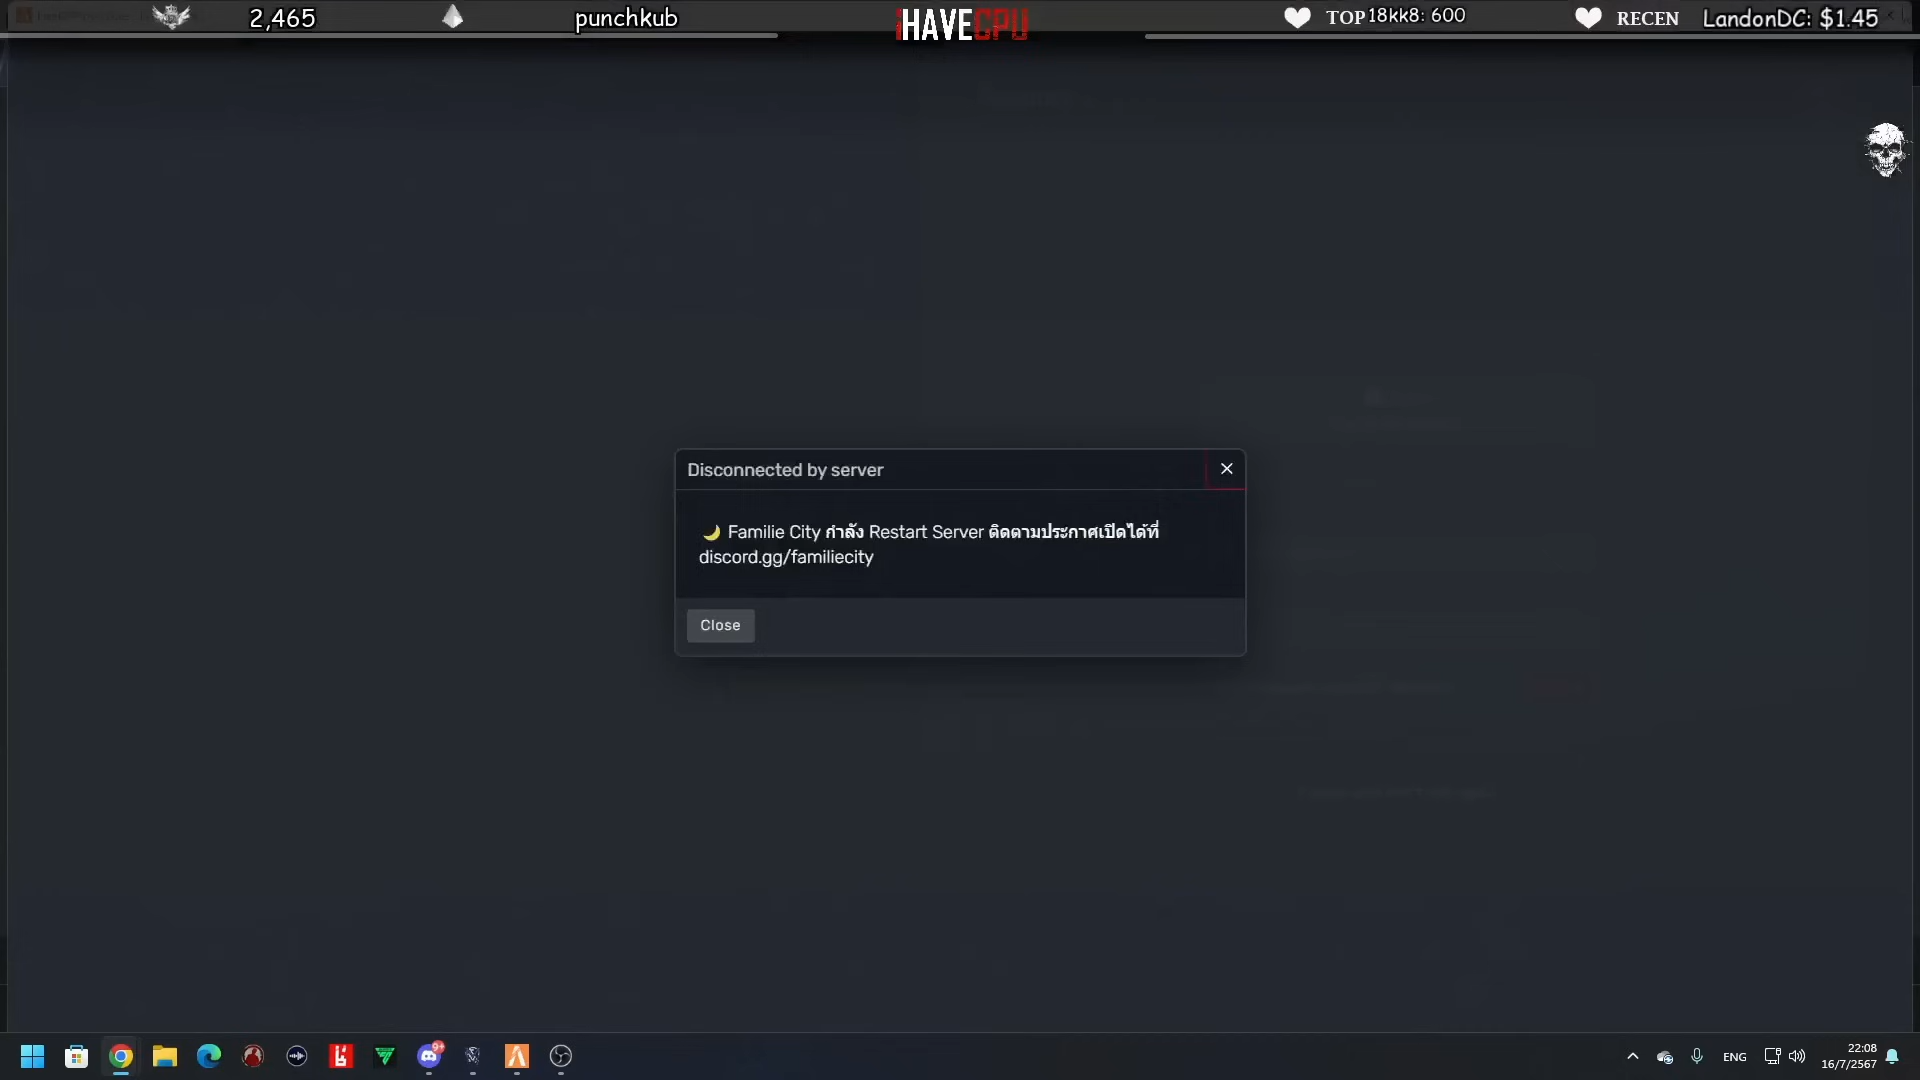 2,465
punchkub
iHAVECPU
TOP 18kk8: 600
RECEN LandonDC: $1.45
Disconnected by server
🌙 Familie City กำลัง Restart Server ติดตามประกาศเปิดได้ที่
discord.gg/familiecity
Close
ENG
22:08
16/7/2567
9+